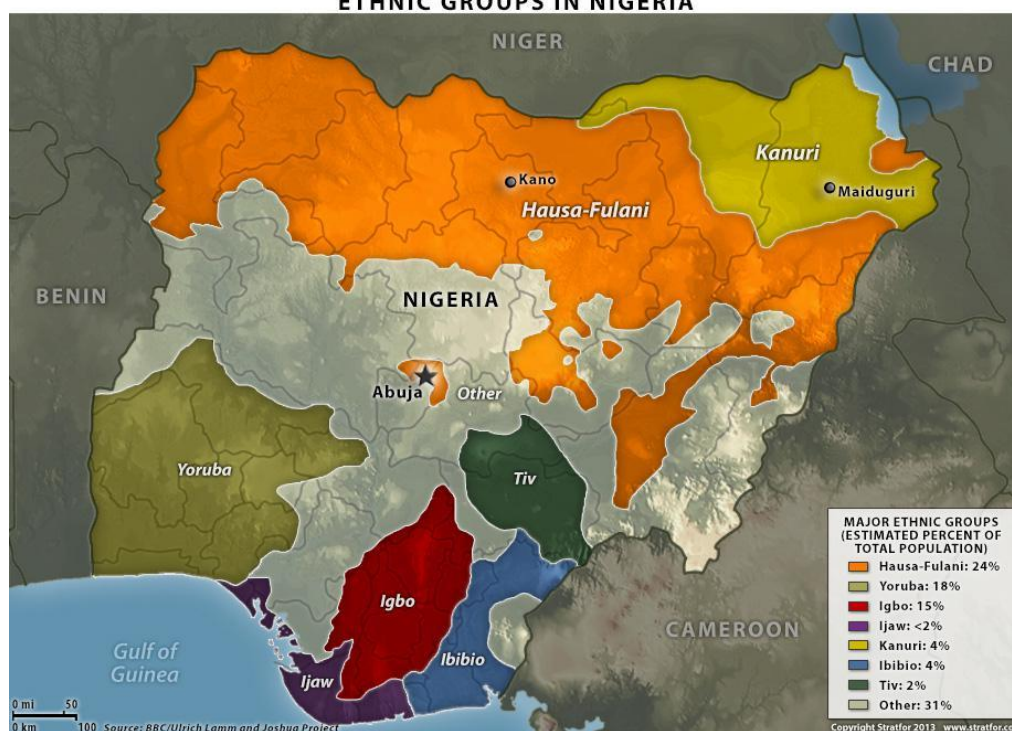 ETHNIC GROUPS IN NIGERIA
NIGER
CHAD
Kanuri
Kano
Maiduguri
Hausa-Fulani
BENIN
NIGERIA
Abuja
Other
Yoruba
Tiv
Igbo
Ibibio
Ijaw
CAMEROON
Gulf of
Guinea
MAJOR ETHNIC GROUPS
(ESTIMATED PERCENT OF
TOTAL POPULATION)
Hausa-Fulani: 24%
Yoruba: 18%
Igbo: 15%
Ijaw: <2%
Kanuri: 4%
Ibibio: 4%
Tiv: 2%
Other: 31%
0 mi 50
0 km 100
Source: BBC/Ulrich Lamm and Joshua Project
Copyright Stratfor 2013 www.stratfor.co